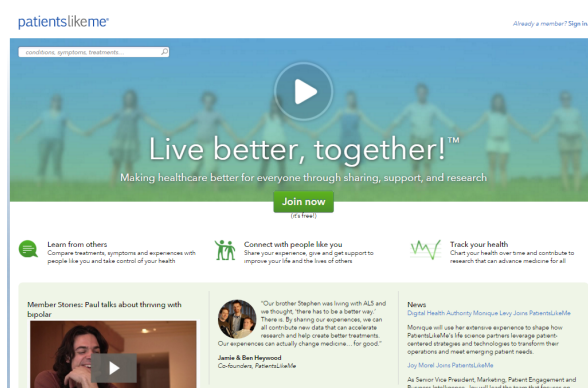 patientslikeme®
Already a member? Sign in
conditions, symptoms, treatments...
Live better, together!™
Making healthcare better for everyone through sharing, support, and research
Join now
(it's free!)
Learn from others
Compare treatments, symptoms and experiences with
people like you and take control of your health
Connect with people like you
Share your experience, give and get support to
improve your life and the lives of others
Track your health
Chart your health over time and contribute to
research that can advance medicine for all
Member Stories: Paul talks about thriving with
bipolar
"Our brother Stephen was living with ALS and
we thought, 'there has to be a better way.'
There is. By sharing our experiences, we can
all contribute new data that can accelerate
research and help create better treatments.
Our experiences can actually change medicine... for good."
Jamie & Ben Heywood
Co-founders, PatientsLikeMe
News
Digital Health Authority Monique Levy Joins PatientsLikeMe
Monique will use her extensive experience to shape how
PatientsLikeMe's life science partners leverage patient-
centered strategies and technologies to transform their
operations and meet emerging patient needs.
Joy Morel Joins PatientsLikeMe
As Senior Vice President, Marketing, Patient Engagement and